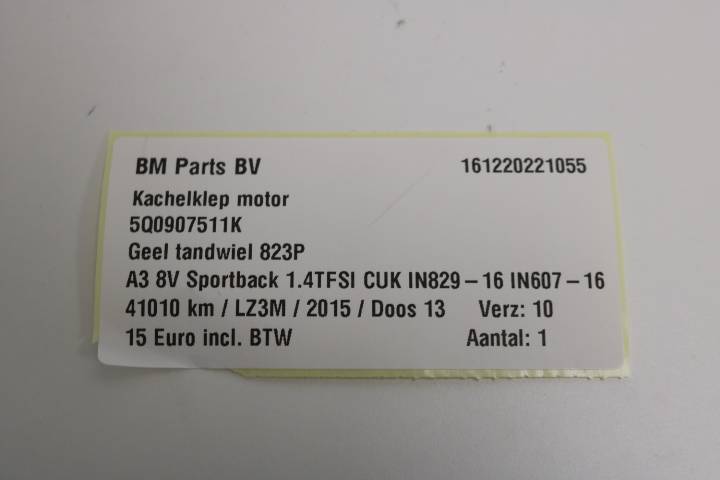 BM Parts BV 161220221055
Kachelklep motor
5Q0907511K
Geel tandwiel 823P
A3 8V Sportback 1.4TFSI CUK IN829 – 16 IN607 – 16
41010 km / LZ3M / 2015 / Doos 13 Verz: 10
15 Euro incl. BTW Aantal: 1